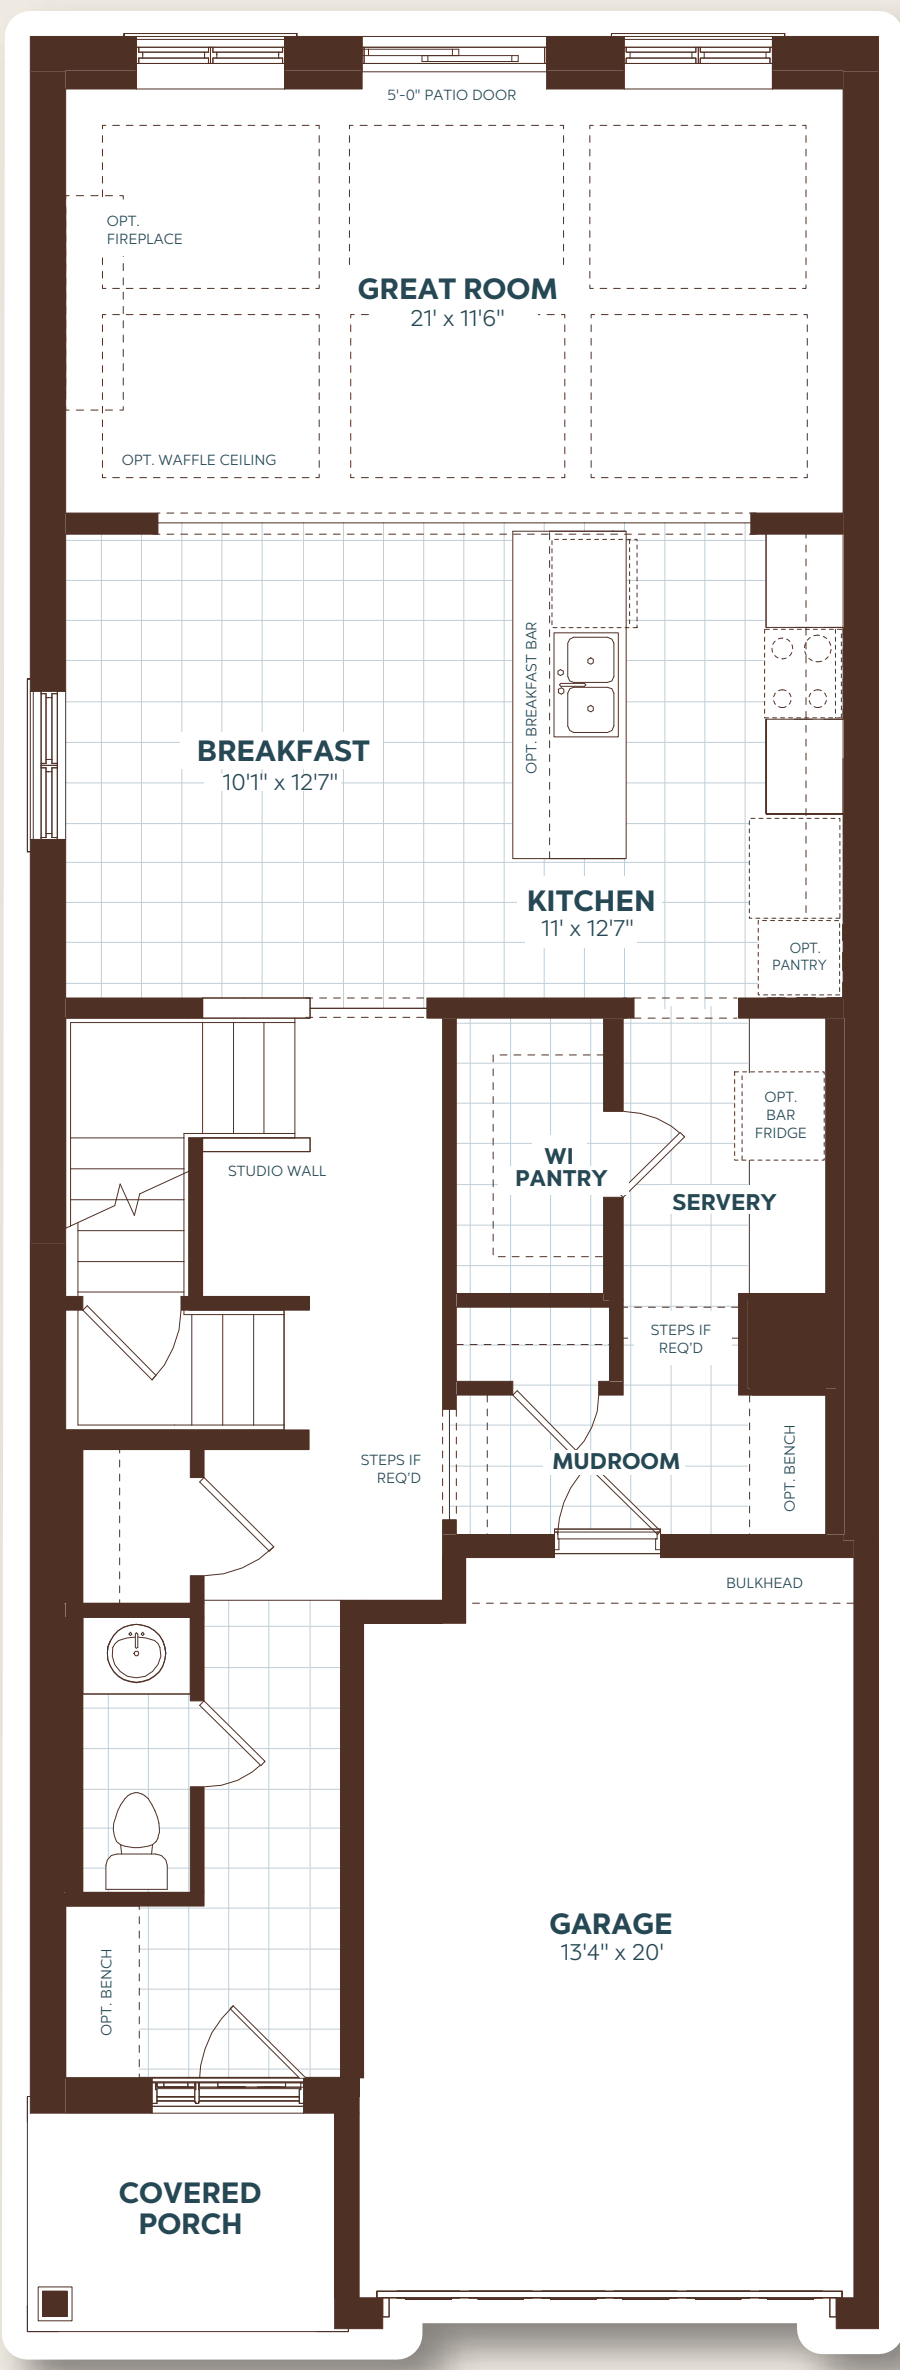 5'-0" PATIO DOOR
OPT.
FIREPLACE
GREAT ROOM
21' x 11'6"
OPT. WAFFLE CEILING
OPT. BREAKFAST BAR
BREAKFAST
10'1" x 12'7"
KITCHEN
11' x 12'7"
OPT.
PANTRY
OPT.
BAR
FRIDGE
STUDIO WALL
WI
PANTRY
SERVERY
STEPS IF
REQ'D
STEPS IF
REQ'D
MUDROOM
OPT. BENCH
BULKHEAD
GARAGE
13'4" x 20'
OPT. BENCH
COVERED
PORCH